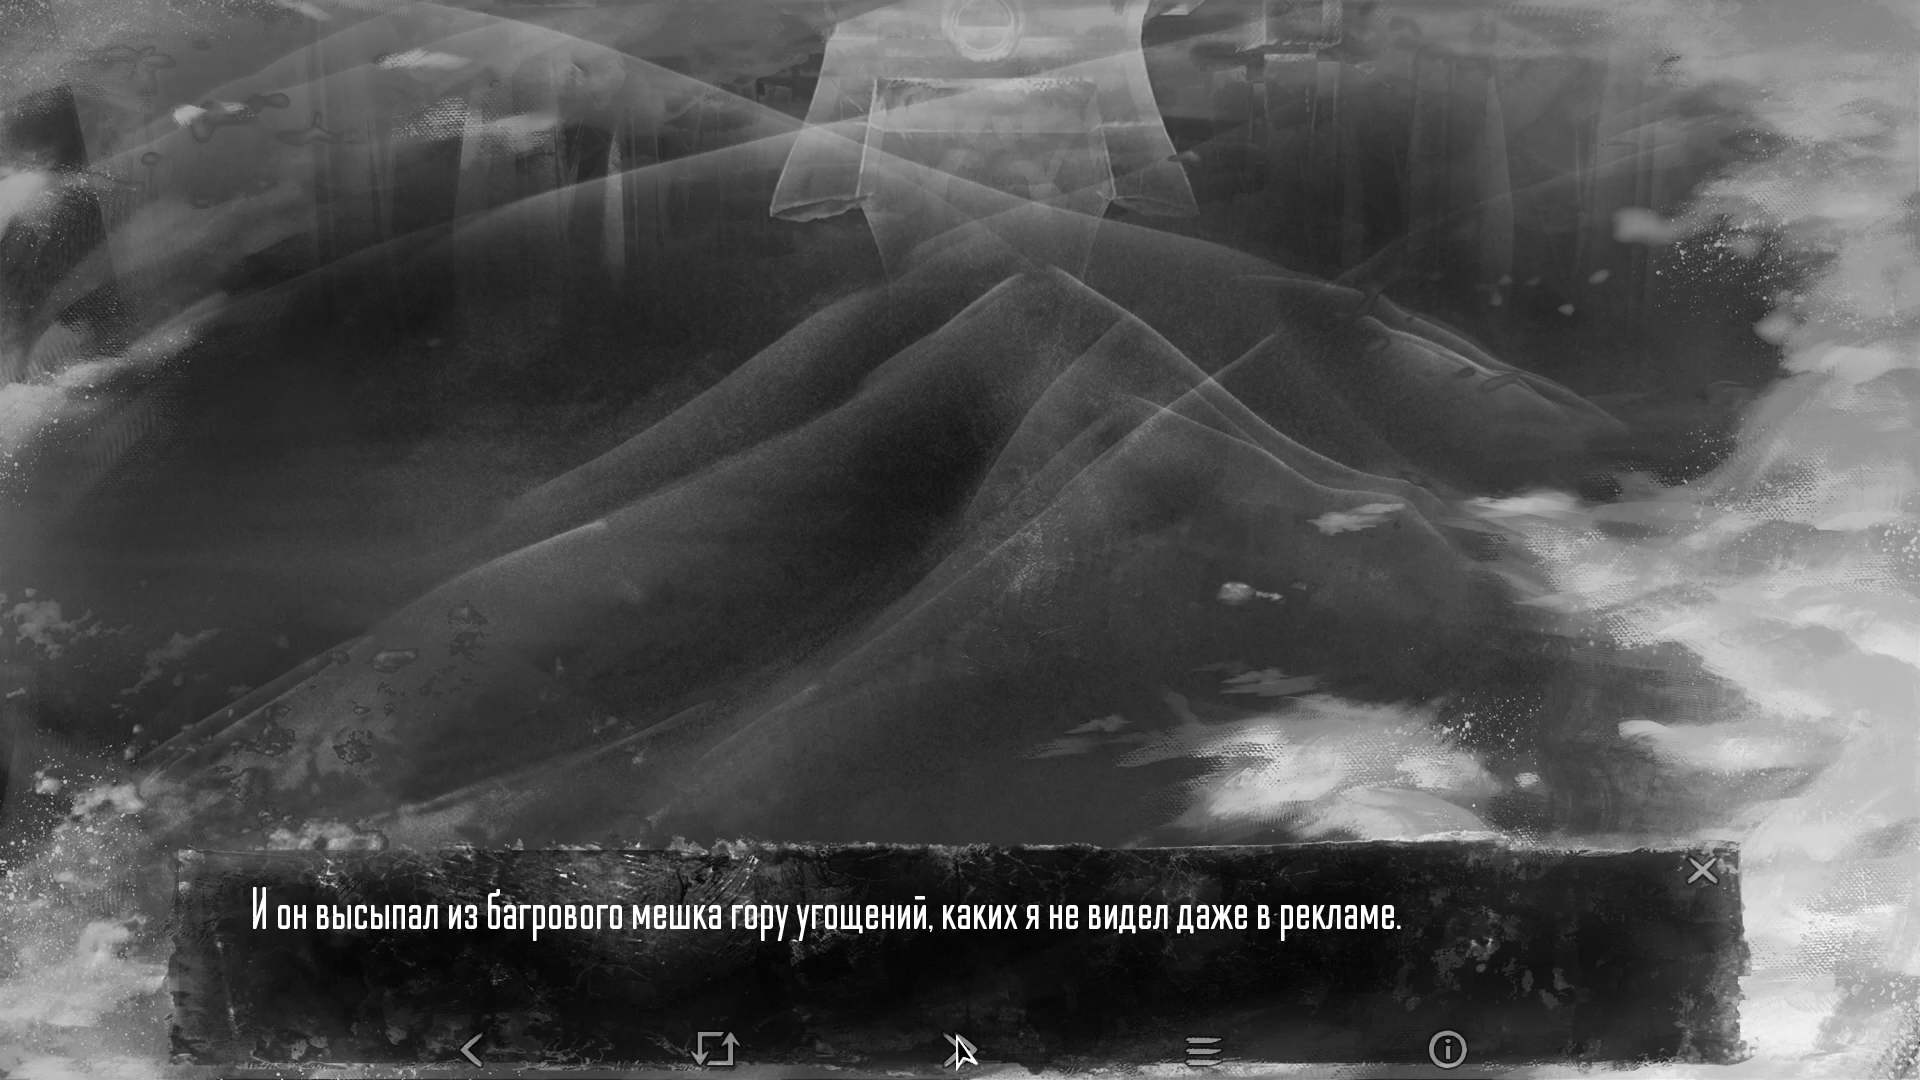 И он высыпал из багрового мешка гору угощений, каких я не видел даже в рекламе.